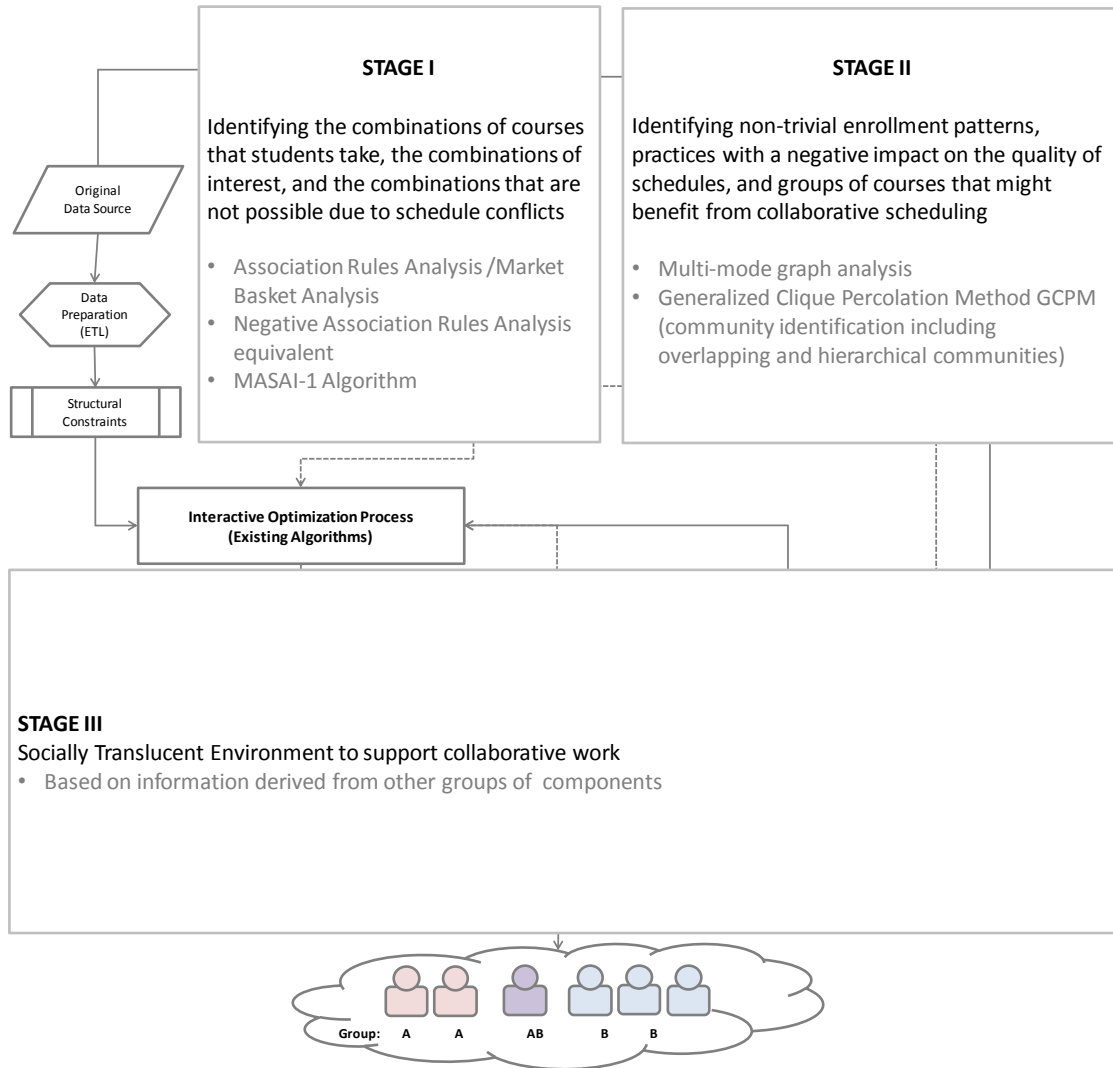 STAGE I
Identifying the combinations of courses
that students take, the combinations of
interest, and the combinations that are
not possible due to schedule conflicts
• Association Rules Analysis /Market
Basket Analysis
• Negative Association Rules Analysis
equivalent
• MASAI-1 Algorithm
STAGE II
Identifying non-trivial enrollment patterns,
practices with a negative impact on the quality of
schedules, and groups of courses that might
benefit from collaborative scheduling
• Multi-mode graph analysis
• Generalized Clique Percolation Method GCPM
(community identification including
overlapping and hierarchical communities)
Original
Data Source
Data
Preparation
(ETL)
Structural
Constraints
Interactive Optimization Process
(Existing Algorithms)
STAGE III
Socially Translucent Environment to support collaborative work
• Based on information derived from other groups of components
Group: A A AB B B